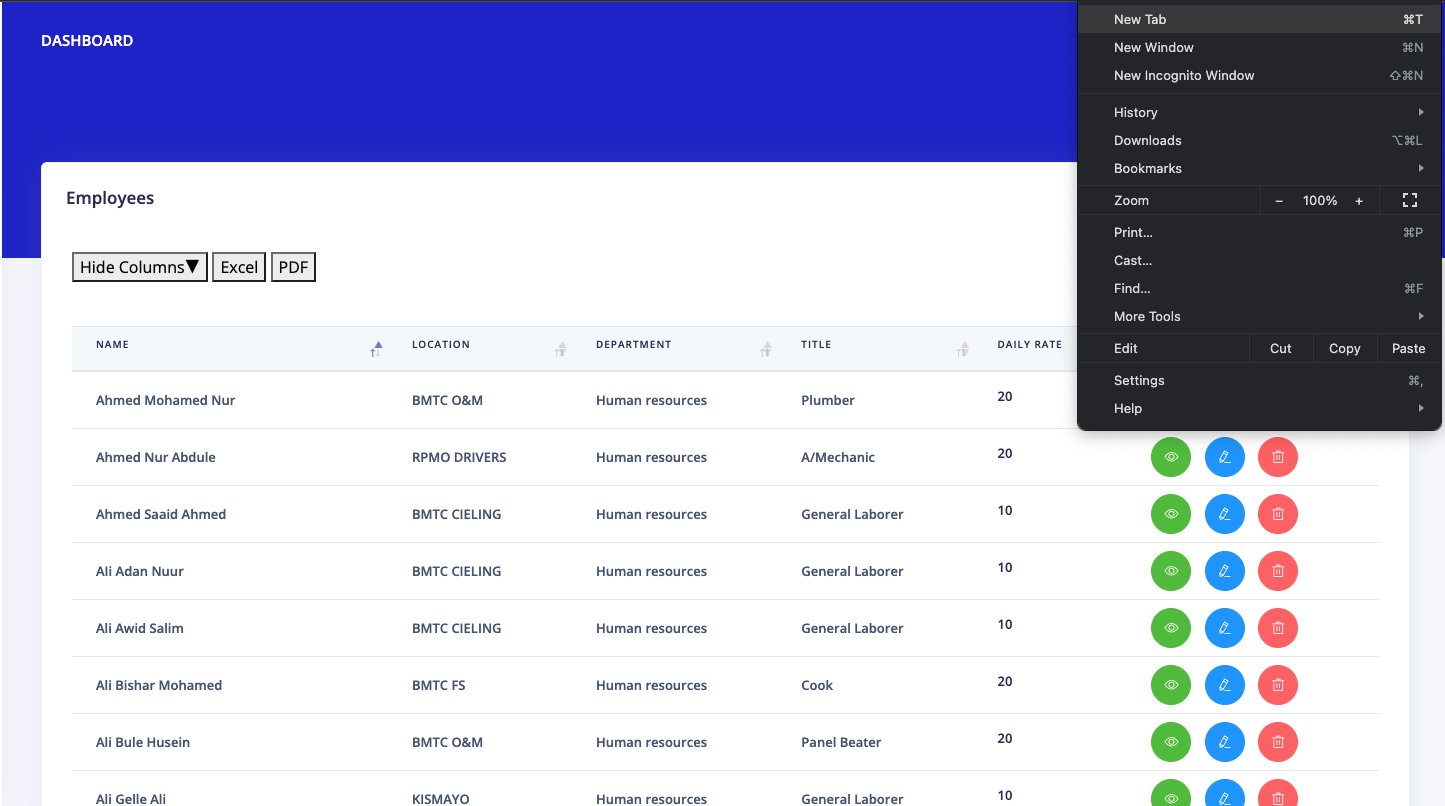 DASHBOARD
Employees
Hide Columns▼ Excel PDF
NAME LOCATION DEPARTMENT TITLE DAILY RATE
Ahmed Mohamed Nur BMTC O&M Human resources Plumber 20
Ahmed Nur Abdule RPMO DRIVERS Human resources A/Mechanic 20
Ahmed Saaid Ahmed BMTC CIELING Human resources General Laborer 10
Ali Adan Nuur BMTC CIELING Human resources General Laborer 10
Ali Awid Salim BMTC CIELING Human resources General Laborer 10
Ali Bishar Mohamed BMTC FS Human resources Cook 20
Ali Bule Husein BMTC O&M Human resources Panel Beater 20
Ali Gelle Ali KISMAYO Human resources General Laborer 10
New Tab ⌘T
New Window ⌘N
New Incognito Window ⇧⌘N
History
Downloads ⌥⌘L
Bookmarks
Zoom − 100% +
Print... ⌘P
Cast...
Find... ⌘F
More Tools
Edit Cut Copy Paste
Settings ⌘,
Help